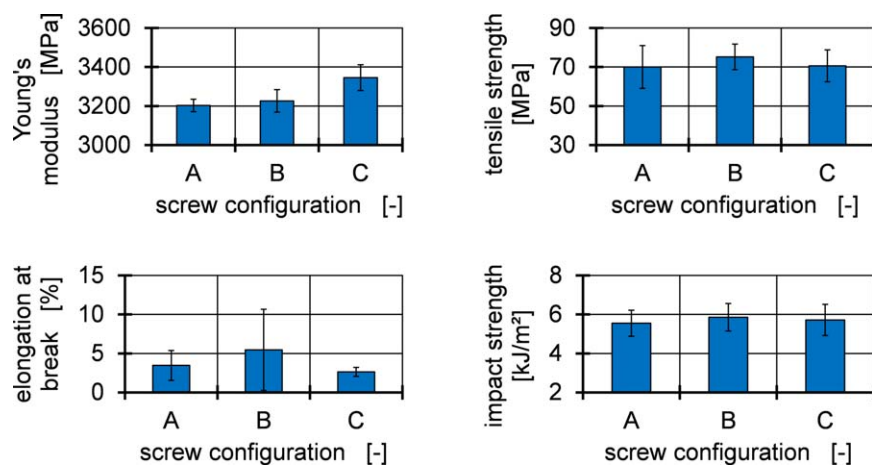 Young's
modulus [MPa]
3600
3400
3200
3000
A B C
screw configuration [-]
tensile strength
[MPa]
90
70
50
30
A B C
screw configuration [-]
elongation at
break [%]
15
10
5
0
A B C
screw configuration [-]
impact strength
[kJ/m²]
8
6
4
2
A B C
screw configuration [-]